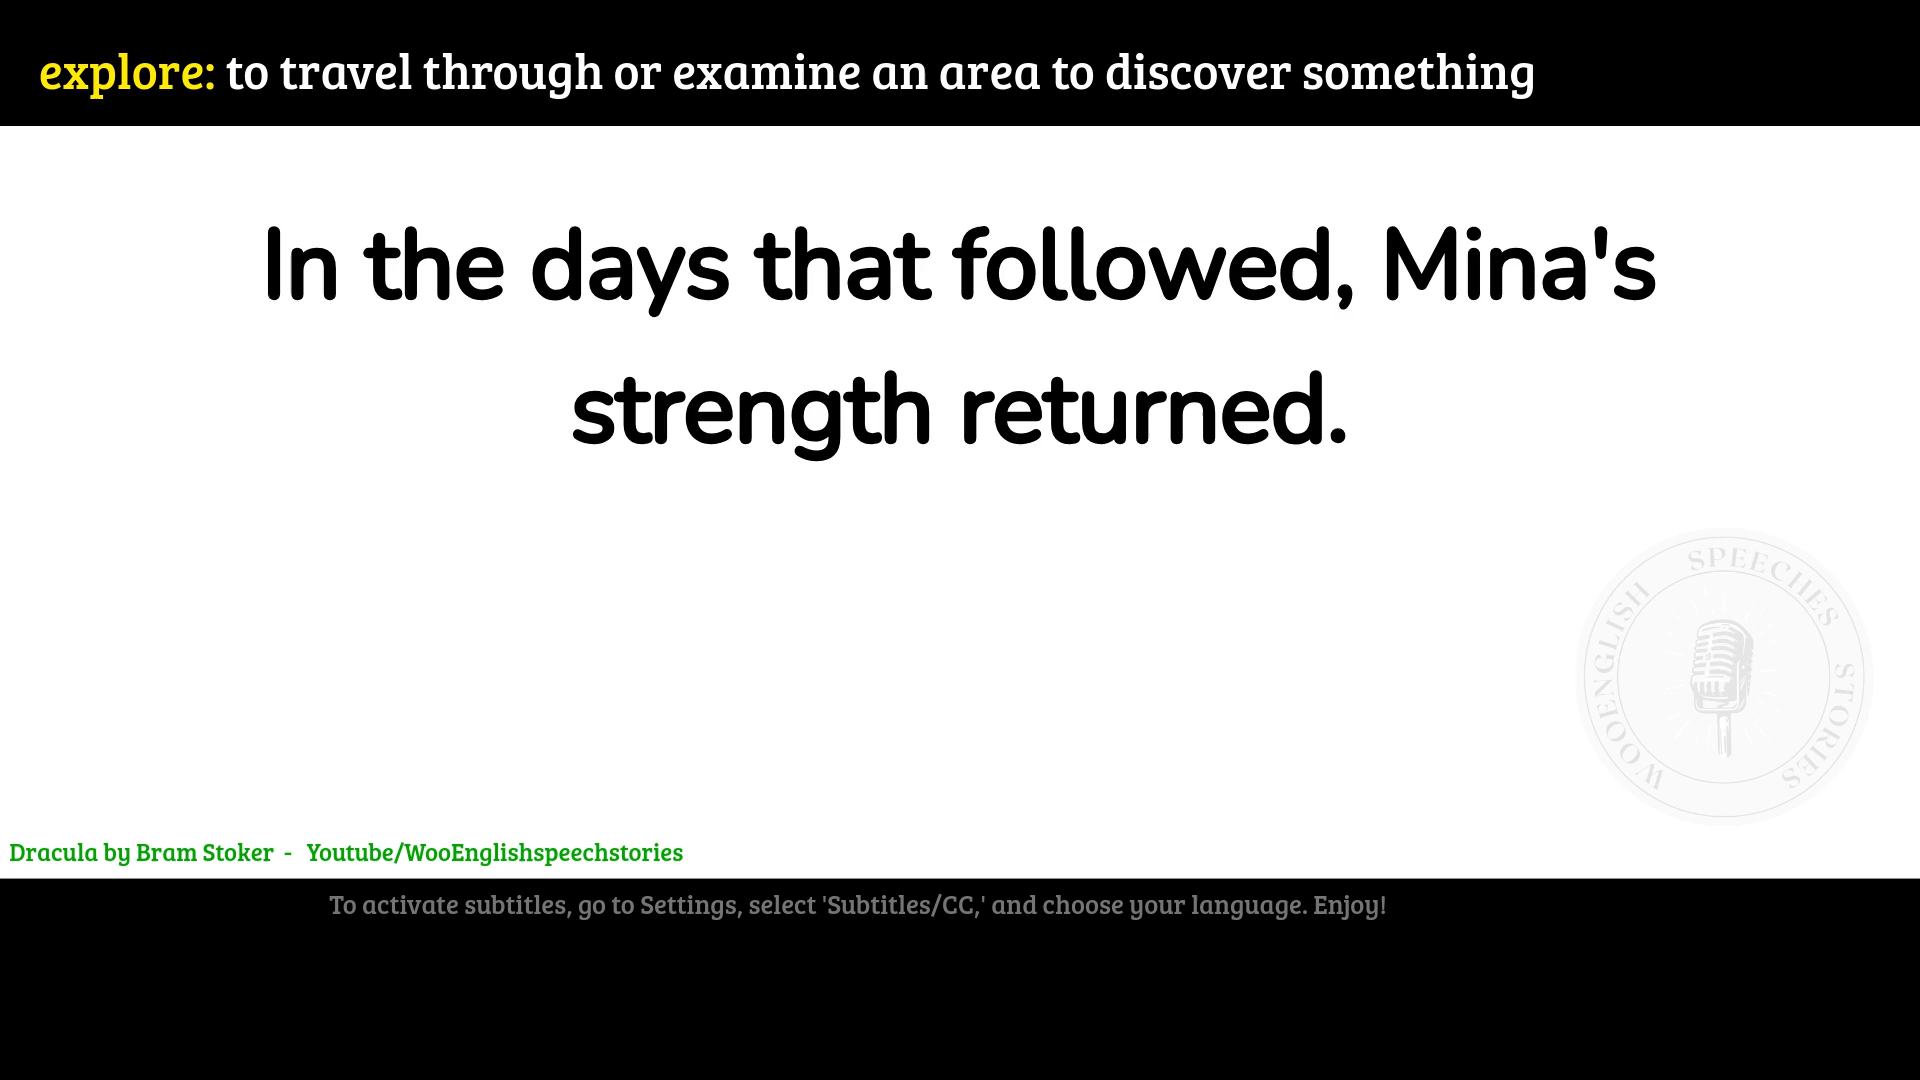 explore: to travel through or examine an area to discover something
In the days that followed, Mina's
strength returned.
WOOENGLISH SPEECHES STORIES
Dracula by Bram Stoker - Youtube/WooEnglishspeechstories
To activate subtitles, go to Settings, select 'Subtitles/CC,' and choose your language. Enjoy!